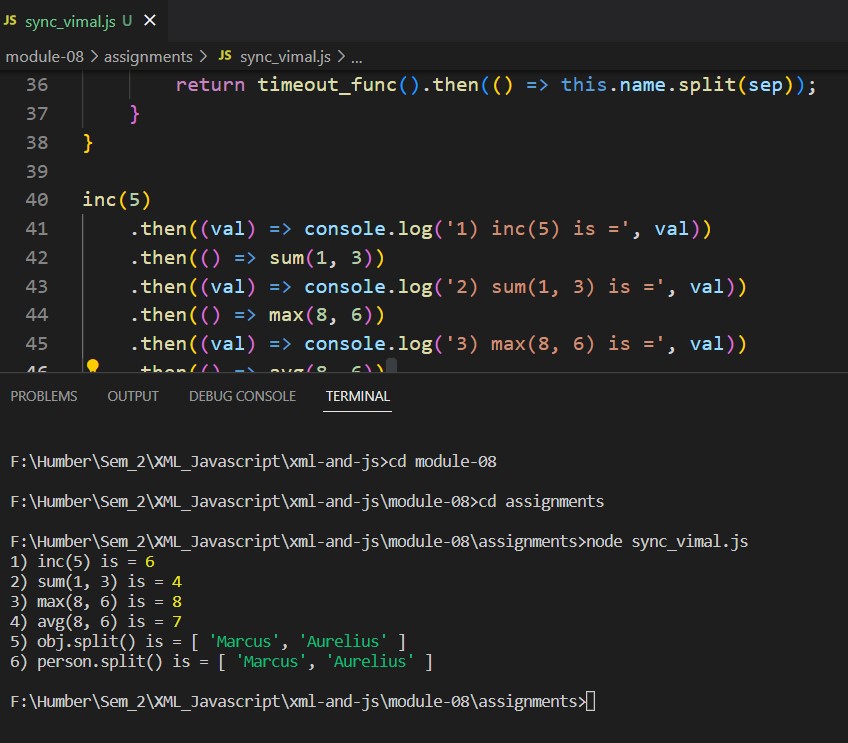 JS sync_vimal.js U ×
module-08 > assignments > JS sync_vimal.js > ...
36 return timeout_func().then(() => this.name.split(sep));
37 }
38 }
39
40 inc(5)
41 .then((val) => console.log('1) inc(5) is =', val))
42 .then(() => sum(1, 3))
43 .then((val) => console.log('2) sum(1, 3) is =', val))
44 .then(() => max(8, 6))
45 .then((val) => console.log('3) max(8, 6) is =', val))
46 .then(() => avg(8, 6))
PROBLEMS OUTPUT DEBUG CONSOLE TERMINAL
F:\Humber\Sem_2\XML_Javascript\xml-and-js>cd module-08
F:\Humber\Sem_2\XML_Javascript\xml-and-js\module-08>cd assignments
F:\Humber\Sem_2\XML_Javascript\xml-and-js\module-08\assignments>node sync_vimal.js
1) inc(5) is = 6
2) sum(1, 3) is = 4
3) max(8, 6) is = 8
4) avg(8, 6) is = 7
5) obj.split() is = [ 'Marcus', 'Aurelius' ]
6) person.split() is = [ 'Marcus', 'Aurelius' ]
F:\Humber\Sem_2\XML_Javascript\xml-and-js\module-08\assignments>